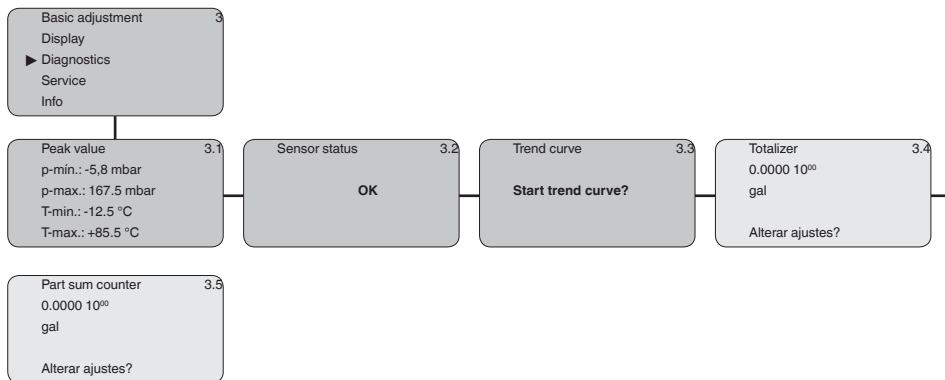 Basic adjustment 3
Display
▶ Diagnostics
Service
Info
Peak value 3.1
p-mín.: -5,8 mbar
p-max.: 167.5 mbar
T-min.: -12.5 °C
T-max.: +85.5 °C
Sensor status 3.2
OK
Trend curve 3.3
Start trend curve?
Totalizer 3.4
0.0000 10⁰⁰
gal
Alterar ajustes?
Part sum counter 3.5
0.0000 10⁰⁰
gal
Alterar ajustes?